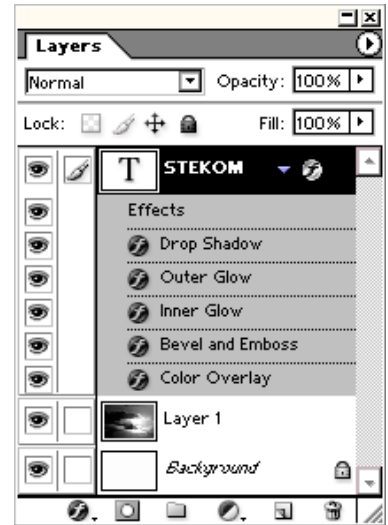 Layers
Normal Opacity: 100%
Lock: Fill: 100%
T STEKOM
Effects
Drop Shadow
Outer Glow
Inner Glow
Bevel and Emboss
Color Overlay
Layer 1
Background